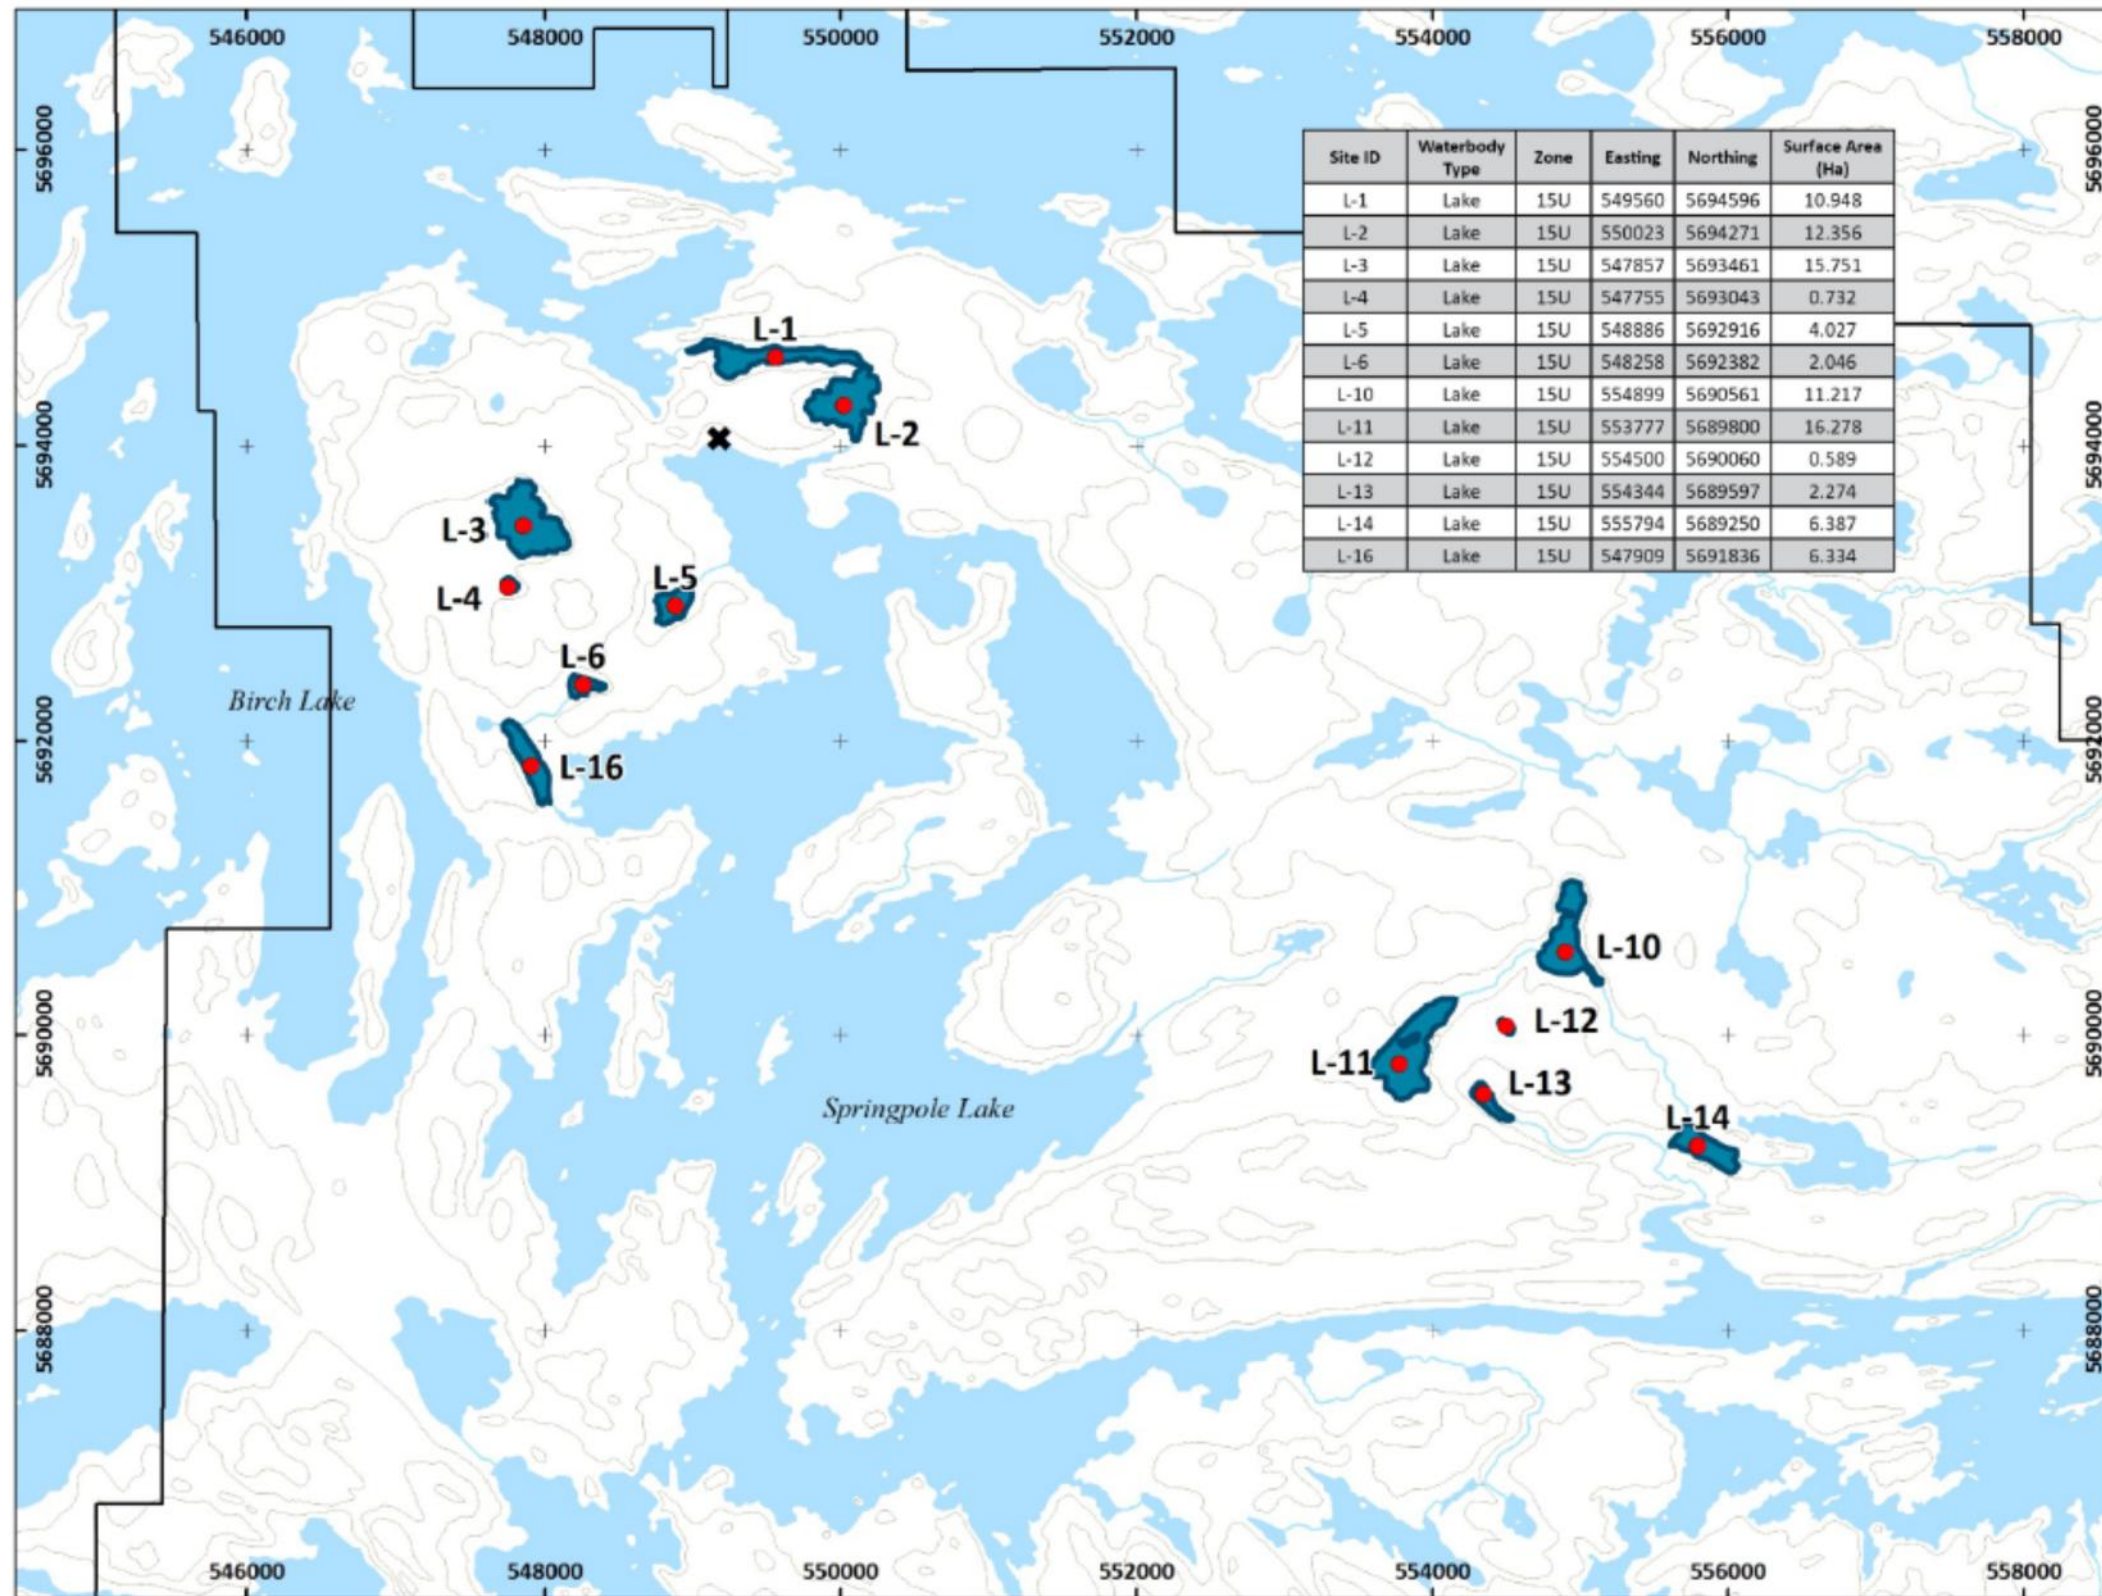 546000 548000 550000 552000 554000 556000 558000
5696000
5696000
Site ID Waterbody Type Zone Easting Northing Surface Area (Ha)
L-1 Lake 15U 549560 5694596 10.948
L-2 Lake 15U 550023 5694271 12.356
L-3 Lake 15U 547857 5693461 15.751
L-4 Lake 15U 547755 5693043 0.732
L-5 Lake 15U 548886 5692916 4.027
L-6 Lake 15U 548258 5692382 2.046
L-10 Lake 15U 554899 5690561 11.217
L-11 Lake 15U 553777 5689800 16.278
L-12 Lake 15U 554500 5690060 0.589
L-13 Lake 15U 554344 5689597 2.274
L-14 Lake 15U 555794 5689250 6.387
L-16 Lake 15U 547909 5691836 6.334
L-1
L-2
5694000
5694000
L-3
L-4
L-5
L-6
Birch Lake
5692000
5692000
L-16
L-10
L-12
5690000
5690000
L-11
L-13
Springpole Lake
L-14
5688000
5688000
546000 548000 550000 552000 554000 556000 558000